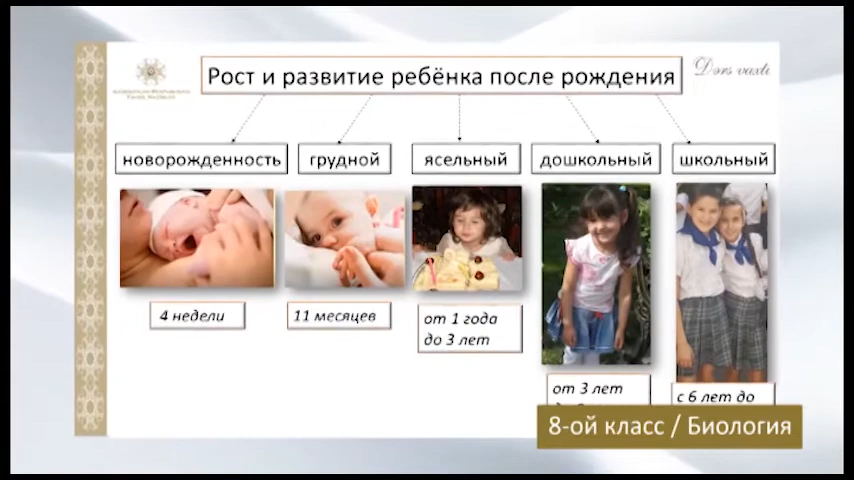 Рост и развитие ребёнка после рождения
Dərs vaxtı
новорожденность
грудной
ясельный
дошкольный
школьный
4 недели
11 месяцев
от 1 года
до 3 лет
от 3 лет
с 6 лет до
8-ой класс / Биология